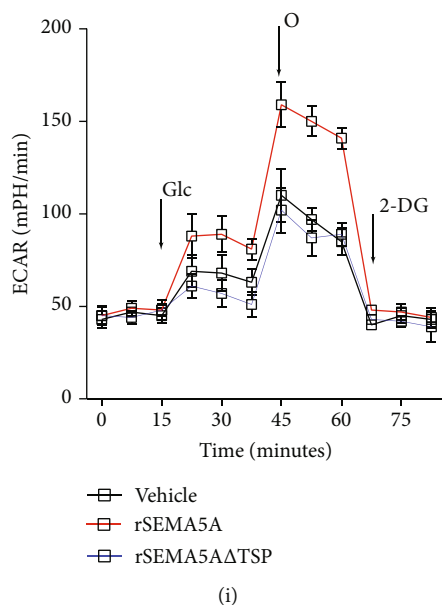 O
Glc
2-DG
200
150
100
50
0
ECAR (mPH/min)
0 15 30 45 60 75
Time (minutes)
Vehicle
rSEMA5A
rSEMA5AΔTSP
(i)